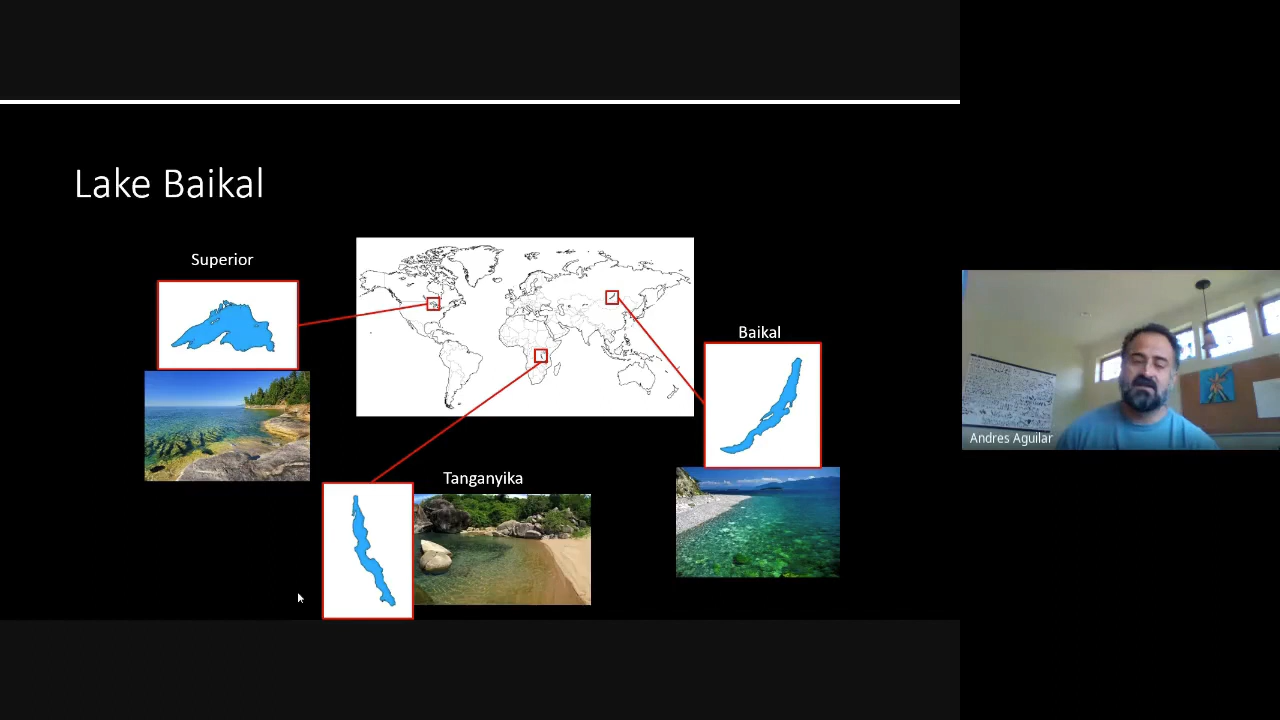 Lake Baikal
Superior
Baikal
Tanganyika
Andres Aguilar